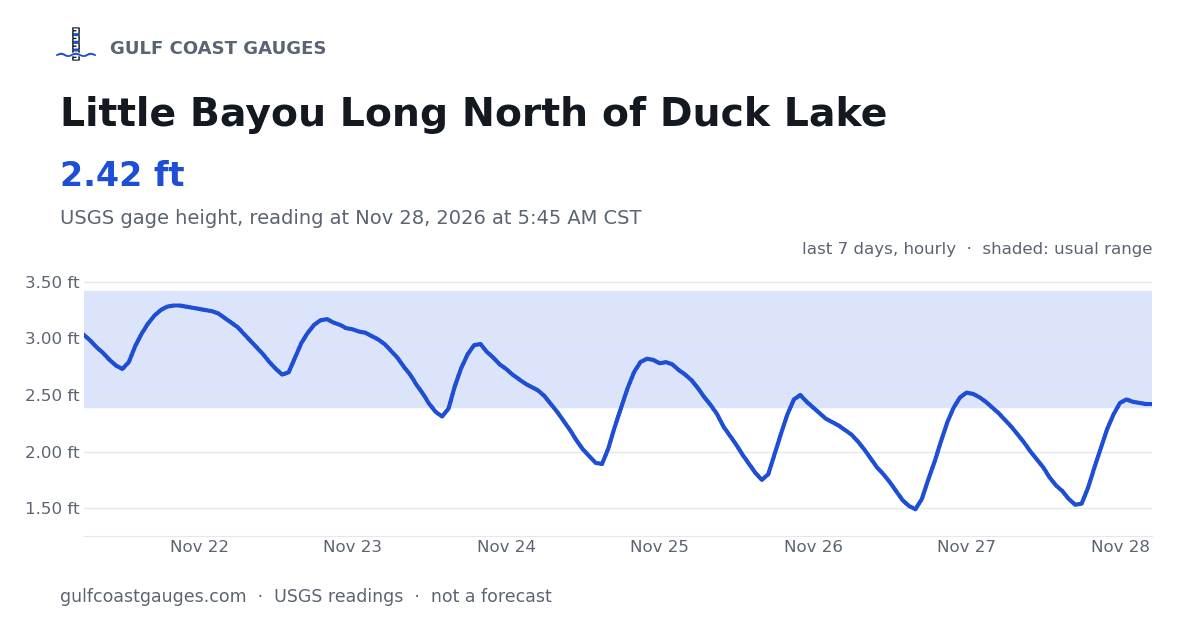 GULF COAST GAUGES
Little Bayou Long North of Duck Lake
2.42 ft
USGS gage height, reading at Nov 28, 2026 at 5:45 AM CST
last 7 days, hourly · shaded: usual range
3.50 ft
3.00 ft
2.50 ft
2.00 ft
1.50 ft
Nov 22 Nov 23 Nov 24 Nov 25 Nov 26 Nov 27 Nov 28
gulfcoastgauges.com · USGS readings · not a forecast